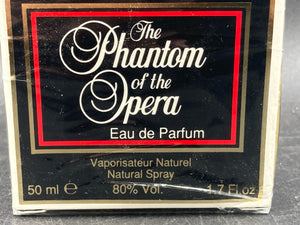 The
Phantom
of the
Opera
Eau de Parfum
Vaporisateur Naturel
Natural Spray
50 ml ℮ 80% Vol. 1.7 Fl oz